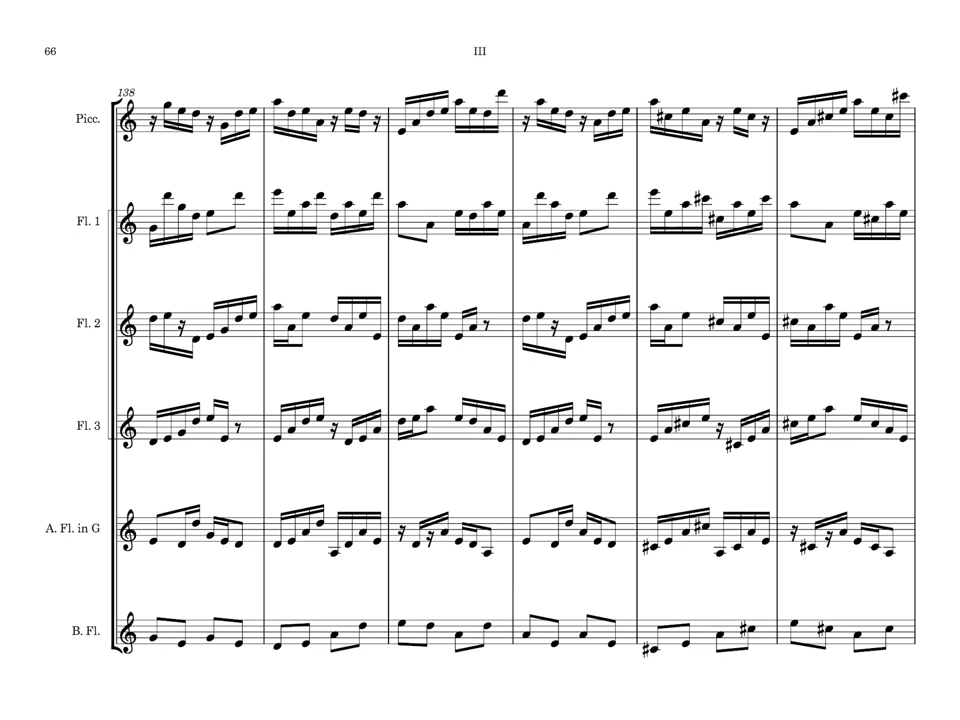 66
III
138
Picc.
Fl. 1
Fl. 2
Fl. 3
A. Fl. in G
B. Fl.